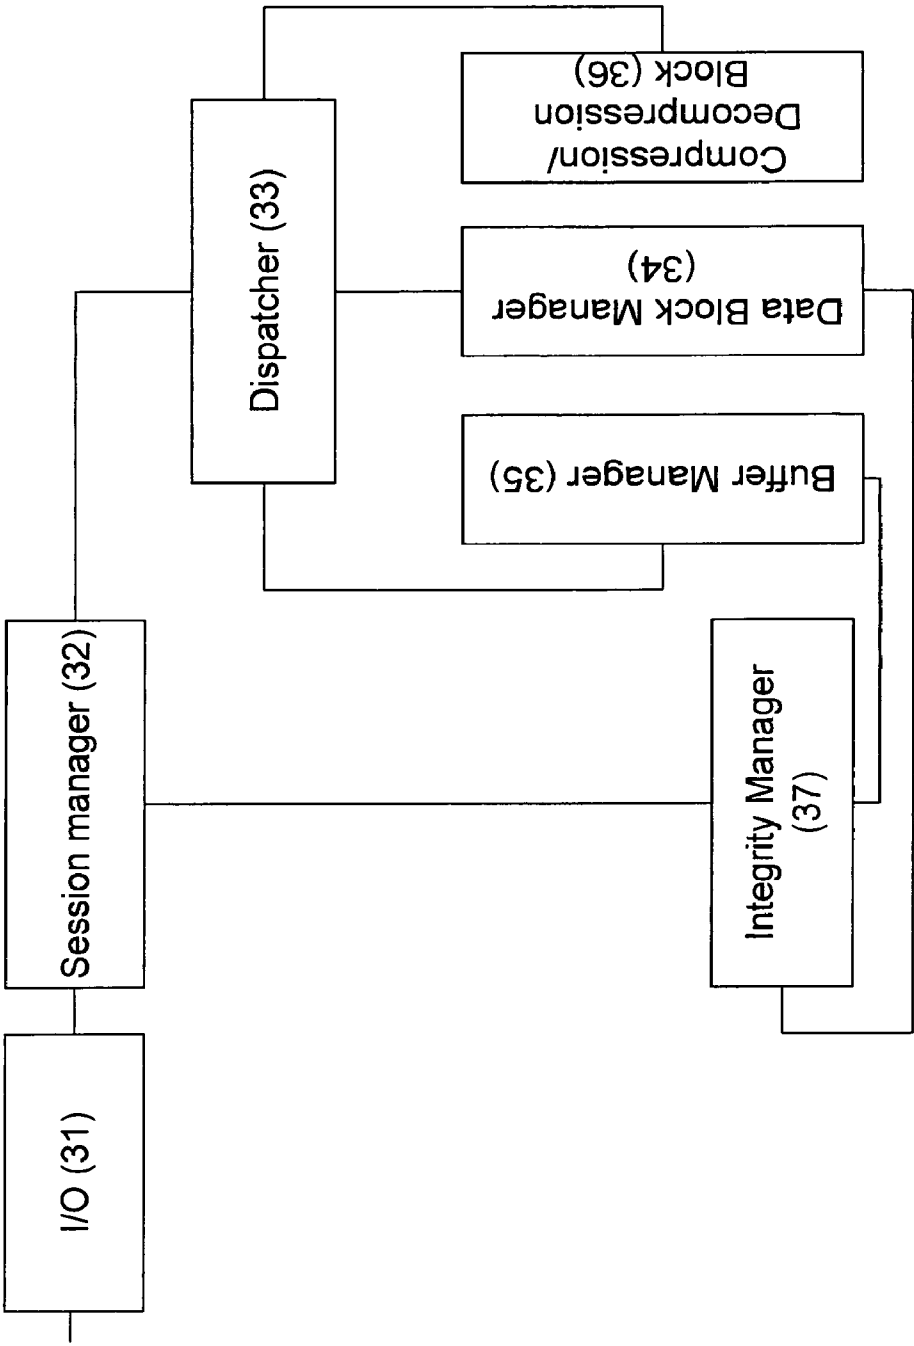 I/O (31)
Session manager (32)
Dispatcher (33)
Compression/
Decompression
Block (36)
Data Block Manager
(34)
Buffer Manager (35)
Integrity Manager
(37)